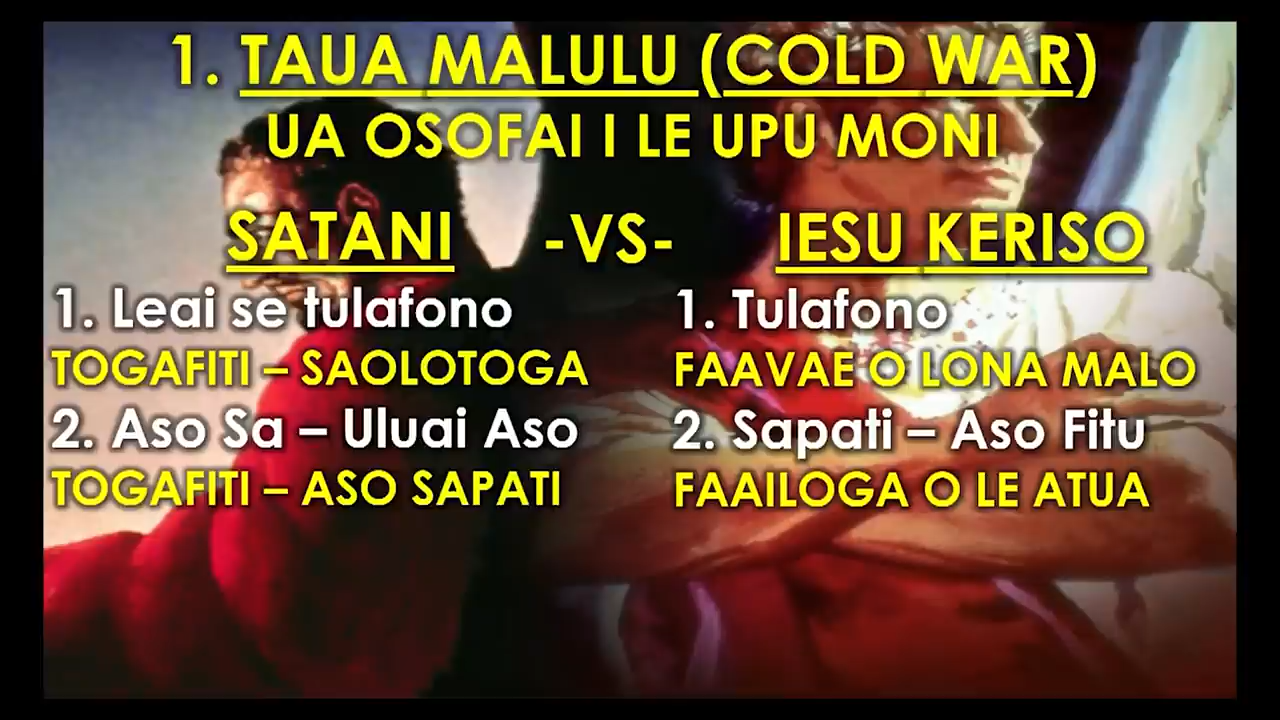 1. TAUA MALULU (COLD WAR)
UA OSOFAI I LE UPU MONI
SATANI -VS- IESU KERISO
1. Leai se tulafono
TOGAFITI – SAOLOTOGA
2. Aso Sa – Uluai Aso
TOGAFITI – ASO SAPATI
1. Tulafono
FAAVAE O LONA MALO
2. Sapati – Aso Fitu
FAAILOGA O LE ATUA